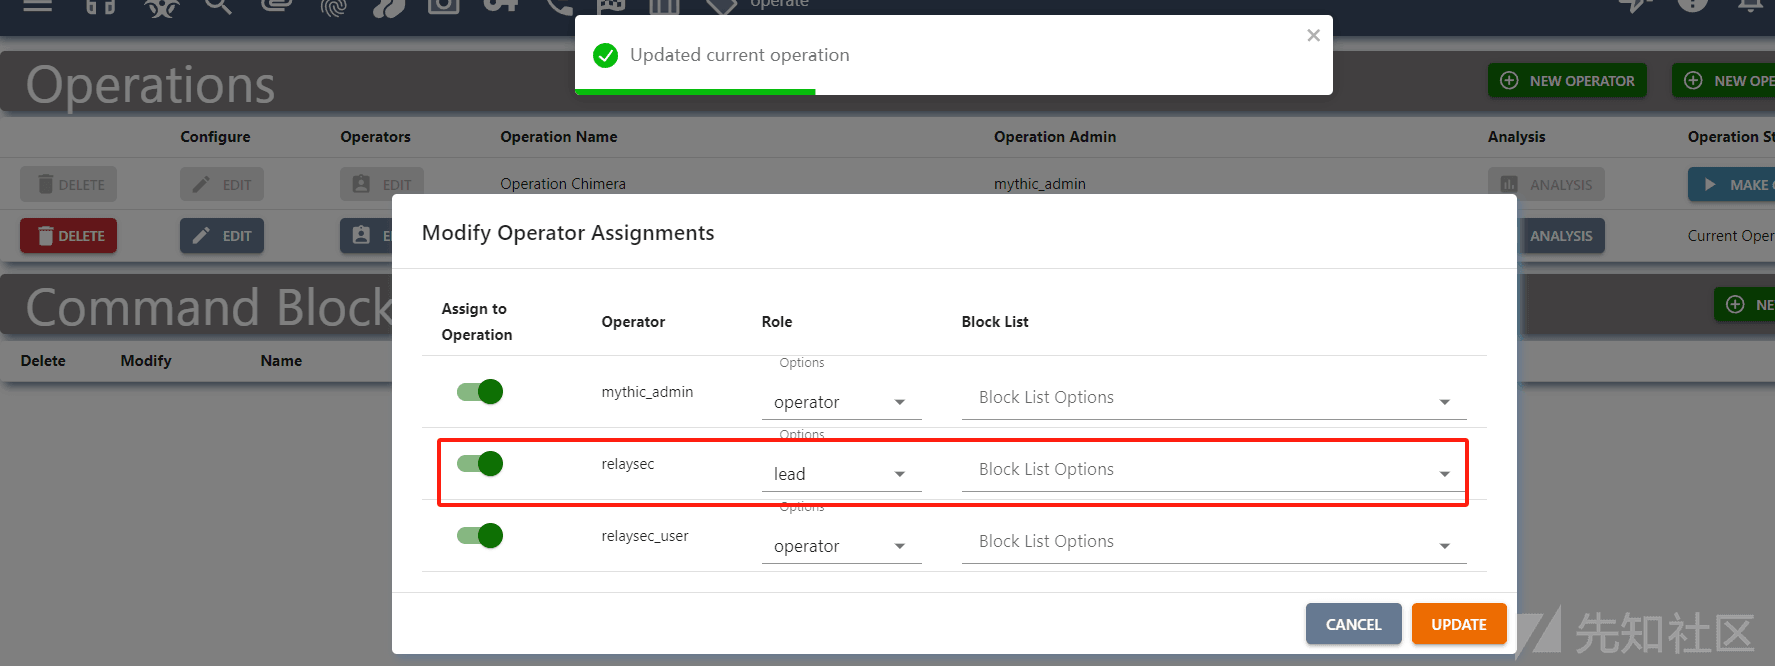 operate
Updated current operation
Operations
NEW OPERATOR
NEW OPE
Configure Operators Operation Name Operation Admin Analysis Operation St
DELETE EDIT EDIT Operation Chimera mythic_admin ANALYSIS MAKE
DELETE EDIT ANALYSIS Current Oper
Modify Operator Assignments
Command Block
NE
Delete Modify Name
Assign to
Operation
Operator Role Block List
Options
mythic_admin operator Block List Options
Options
relaysec lead Block List Options
Options
relaysec_user operator Block List Options
CANCEL UPDATE
先知社区